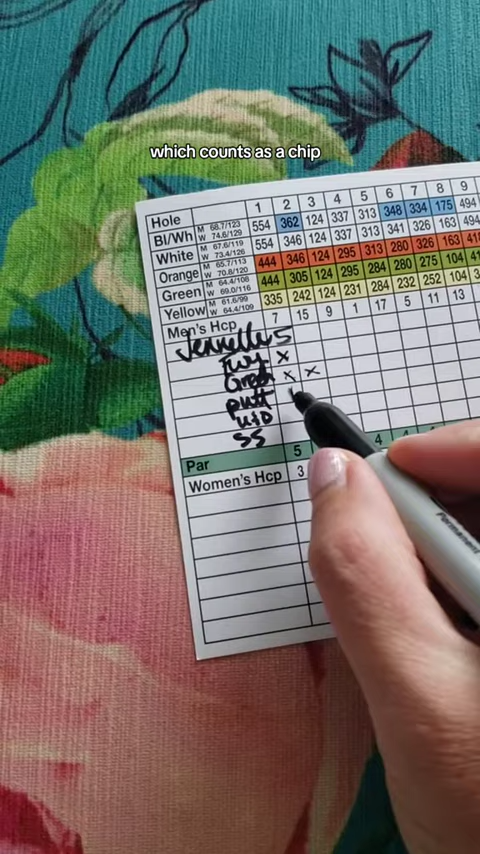 which counts as a chip
Hole 1 2 3 4 5 6 7 8 9
Bl/Wh M 68.7/123 W 74.6/129 554 362 124 337 313 348 334 175 494
White M 67.6/119 W 73.4/126 554 346 124 337 313 341 326 163 494
Orange M 65.7/113 W 70.8/120 444 346 124 295 313 280 326 163
Green M 64.4/108 W 69.0/116 444 305 124 295 284 280 275 104
Yellow M 61.6/99 W 64.4/109 335 242 124 231 284 232 252 104
Men's Hcp 7 15 9 1 17 5 11 13
Jennelle 5
Fwy x
Green x x
putt
u+D
SS
Par 5 4
Women's Hcp 3
Permanent